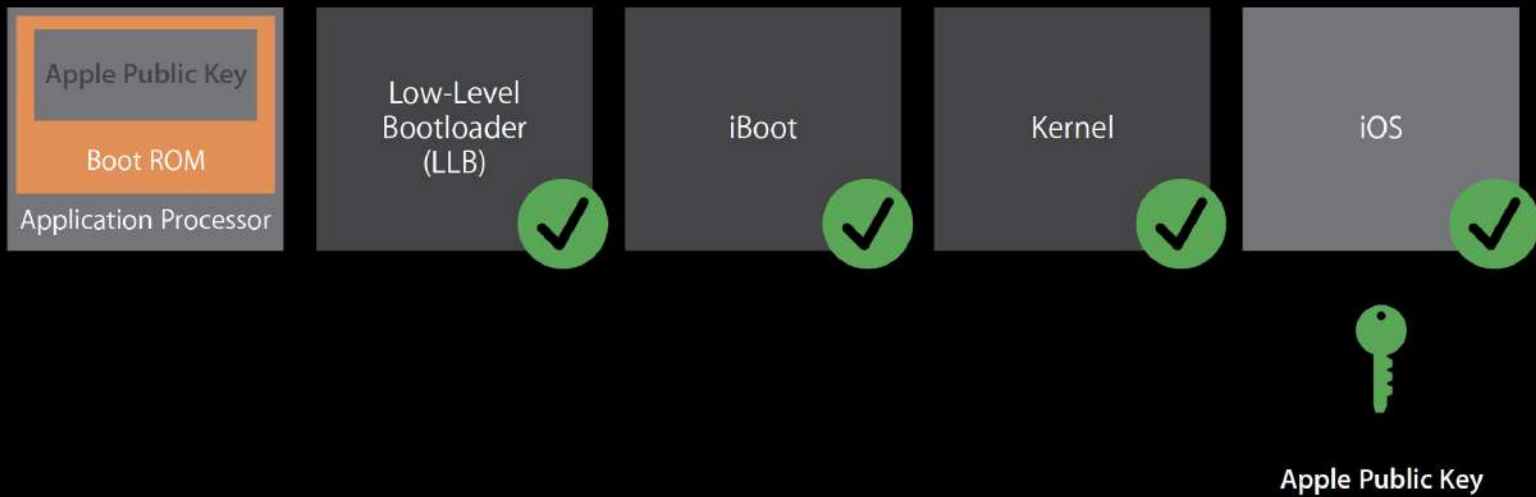 Apple Public Key
Boot ROM
Application Processor
Low-Level
Bootloader
(LLB)
iBoot
Kernel
iOS
Apple Public Key